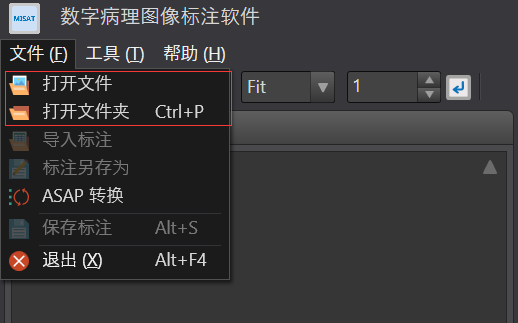 MISAT 数字病理图像标注软件
文件 (F) 工具 (T) 帮助 (H)
打开文件 Fit 1
打开文件夹 Ctrl+P
导入标注
标注另存为
ASAP 转换
保存标注 Alt+S
退出 (X) Alt+F4